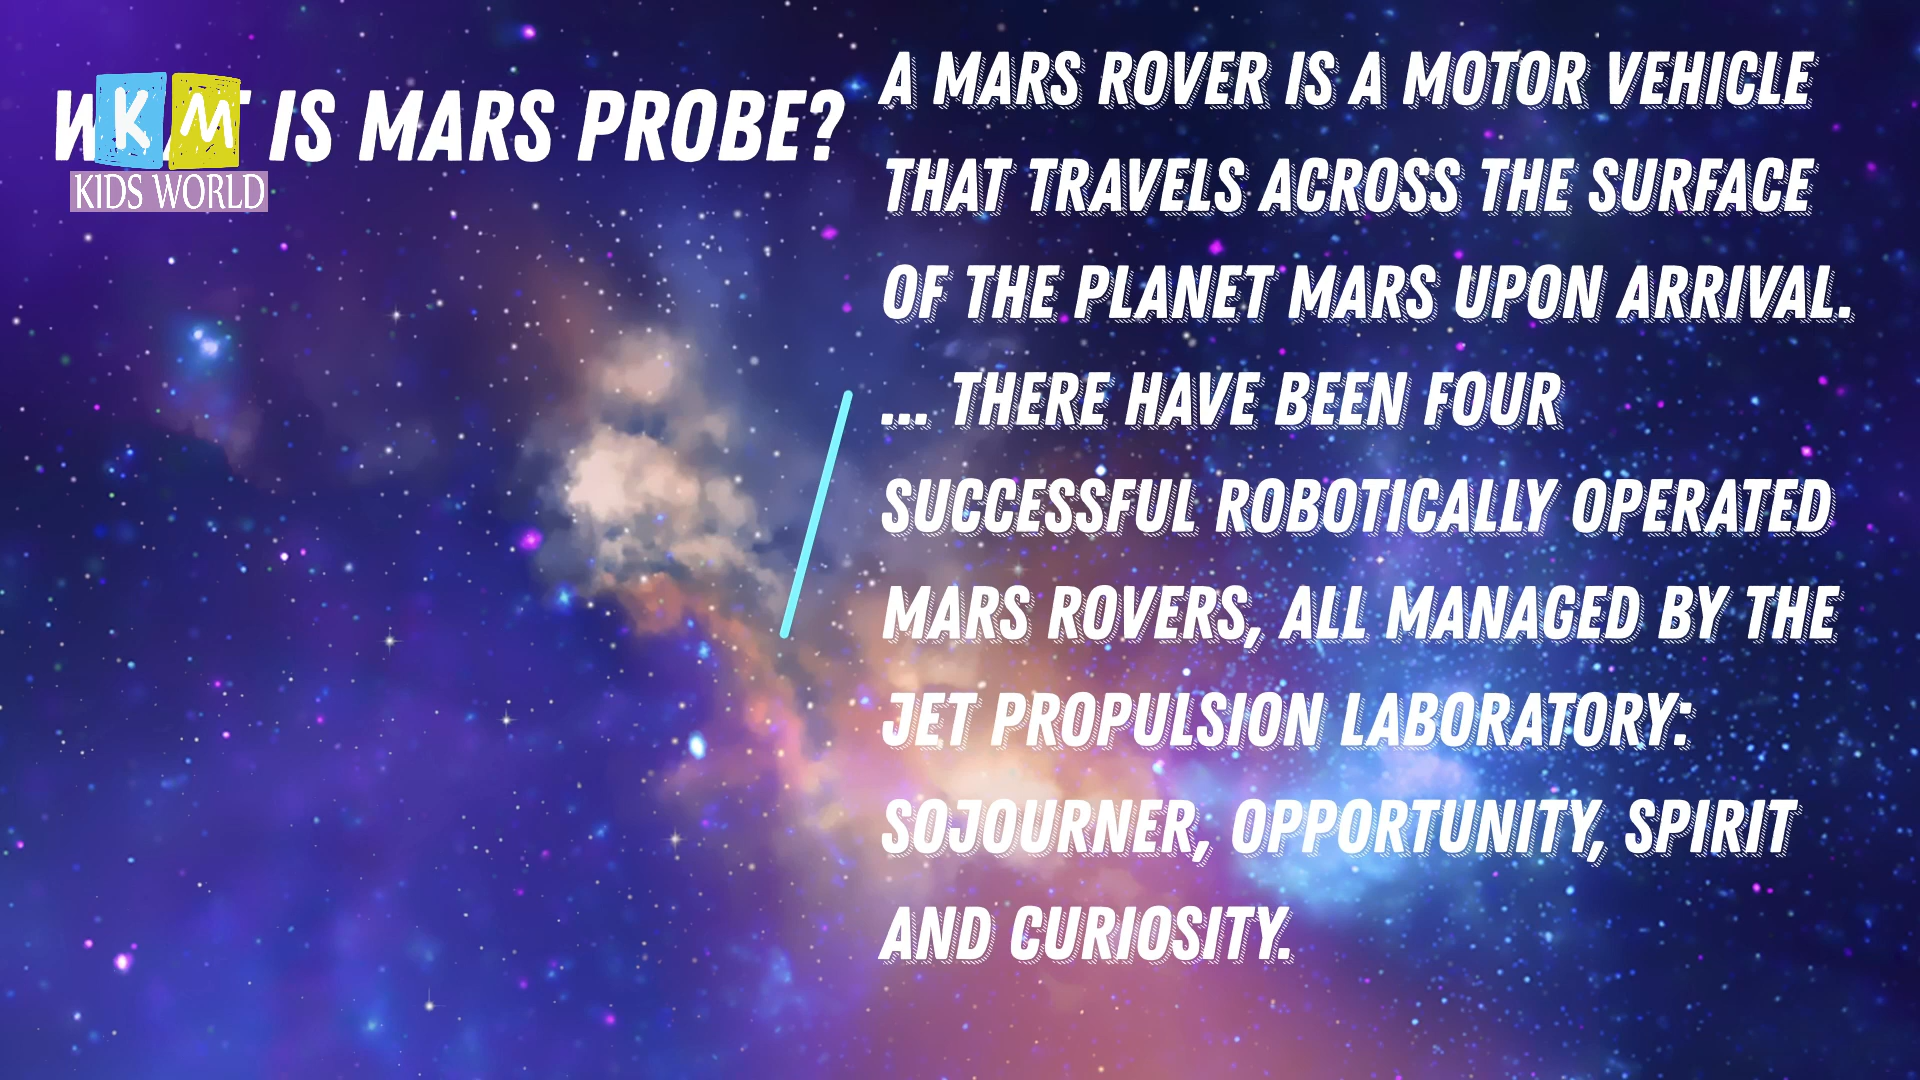 IS MARS PROBE?
KM
KIDS WORLD
A MARS ROVER IS A MOTOR VEHICLE
THAT TRAVELS ACROSS THE SURFACE
OF THE PLANET MARS UPON ARRIVAL.
... THERE HAVE BEEN FOUR
SUCCESSFUL ROBOTICALLY OPERATED
MARS ROVERS, ALL MANAGED BY THE
JET PROPULSION LABORATORY:
SOJOURNER, OPPORTUNITY, SPIRIT
AND CURIOSITY.